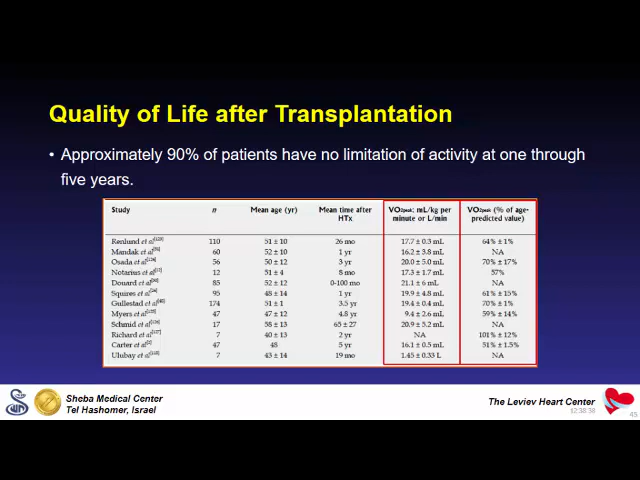 Quality of Life after Transplantation
• Approximately 90% of patients have no limitation of activity at one through
five years.
Study n Mean age (yr) Mean time after HTx VO2peak: mL/kg per minute or L/min VO2peak (% of age-predicted value)
Renlund et al 110 51 ± 10 26 mo 17.7 ± 0.3 mL 64% ± 1%
Mandak et al 60 52 ± 10 1 yr 16.2 ± 3.8 mL NA
Osada et al 56 50 ± 12 3 yr 20.0 ± 5.0 mL 70% ± 17%
Notarius et al 12 51 ± 4 8 mo 17.3 ± 1.7 mL 57%
Douard et al 85 52 ± 12 0-100 mo 21.1 ± 6 mL NA
Squires et al 95 48 ± 14 1 yr 19.9 ± 4.8 mL 61% ± 15%
Gullestad et al 174 51 ± 1 3.5 yr 19.4 ± 0.4 mL 70% ± 1%
Myers et al 47 47 ± 12 4.8 yr 9.4 ± 2.6 mL 59% ± 14%
Schmid et al 17 58 ± 13 65 ± 27 20.9 ± 5.2 mL NA
Richard et al 7 40 ± 13 2 yr NA 101% ± 12%
Carter et al 47 48 5 yr 16.1 ± 0.5 mL 51% ± 1.5%
Ulubay et al 7 43 ± 14 19 mo 1.45 ± 0.33 L NA
Sheba Medical Center
Tel Hashomer, Israel
The Leviev Heart Center
12:38:38
45